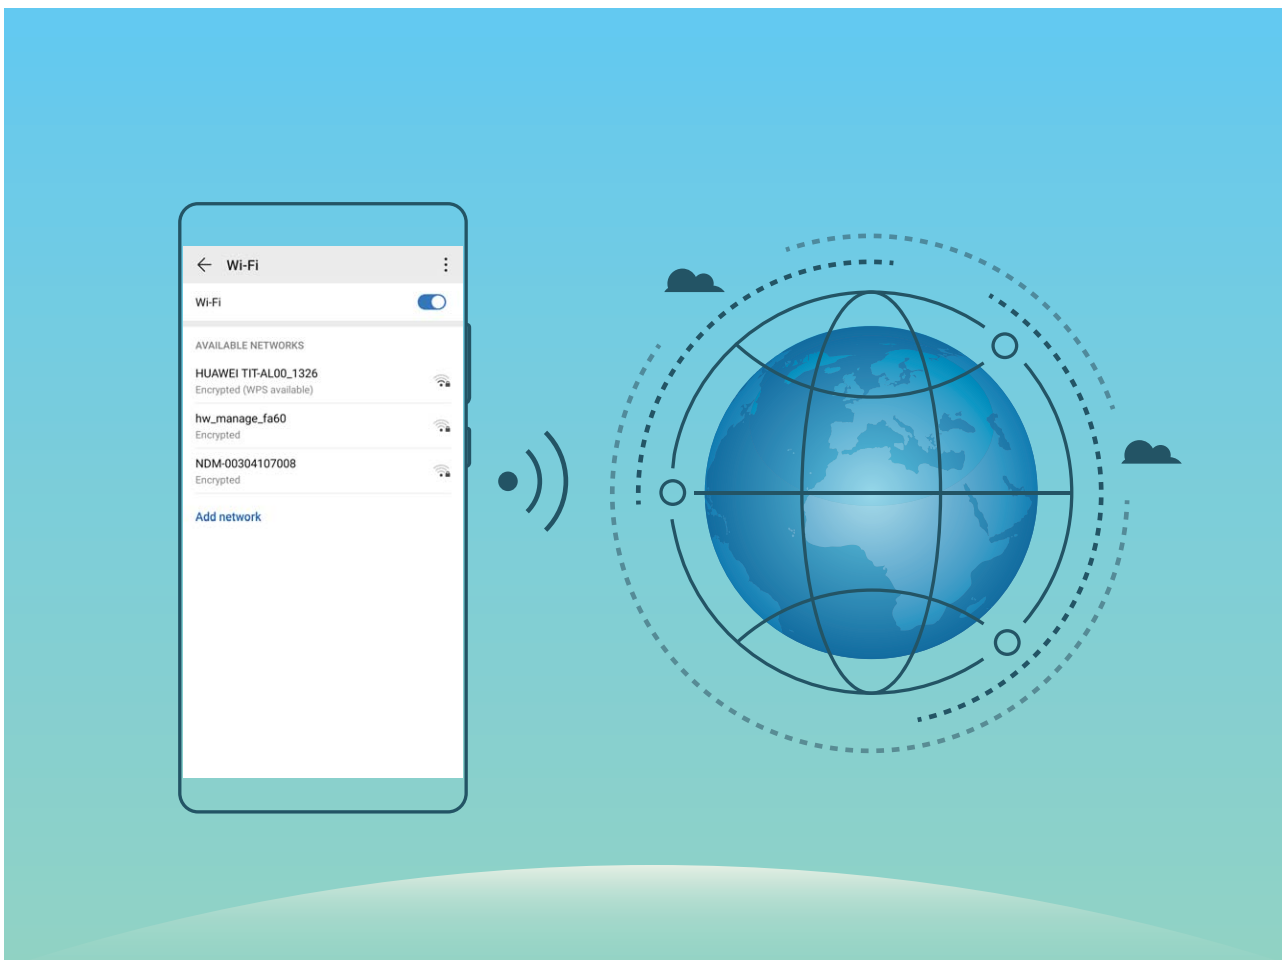 Wi-Fi
Wi-Fi
AVAILABLE NETWORKS
HUAWEI TIT-AL00_1326
Encrypted (WPS available)
hw_manage_fa60
Encrypted
NDM-00304107008
Encrypted
Add network